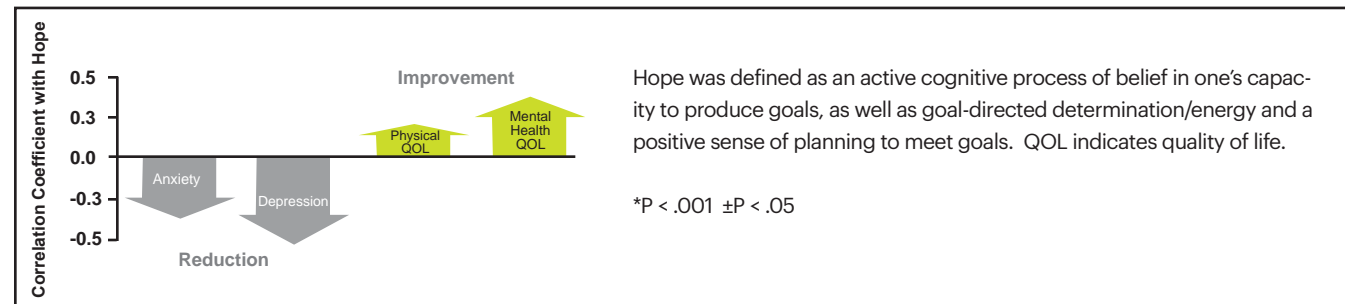 Correlation Coefficient with Hope
0.5
0.3
0.0
-0.3
-0.5
Improvement
Physical
QOL
Mental
Health
QOL
Anxiety
Depression
Reduction
Hope was defined as an active cognitive process of belief in one’s capac-
ity to produce goals, as well as goal-directed determination/energy and a
positive sense of planning to meet goals.  QOL indicates quality of life.
*P < .001  ±P < .05